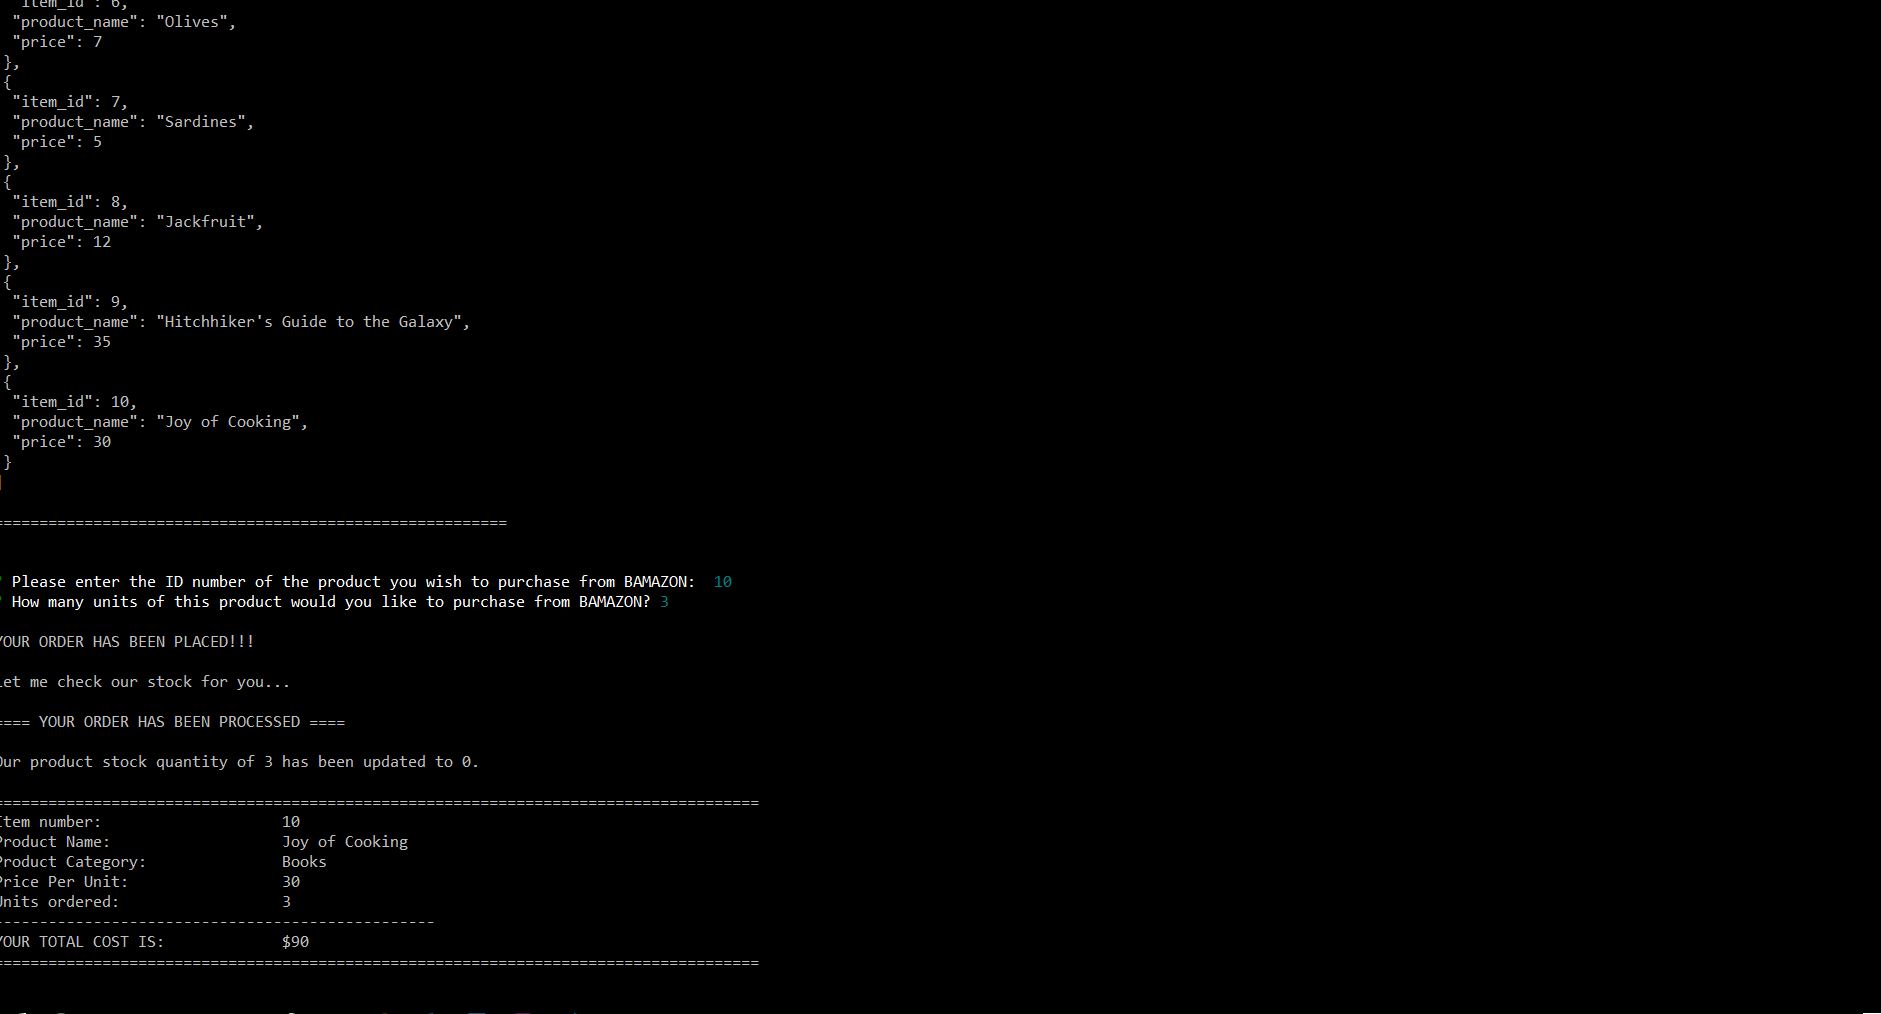 "item_id": 6,
"product_name": "Olives",
"price": 7
},
{
"item_id": 7,
"product_name": "Sardines",
"price": 5
},
{
"item_id": 8,
"product_name": "Jackfruit",
"price": 12
},
{
"item_id": 9,
"product_name": "Hitchhiker's Guide to the Galaxy",
"price": 35
},
{
"item_id": 10,
"product_name": "Joy of Cooking",
"price": 30
}
]
=========================================================
? Please enter the ID number of the product you wish to purchase from BAMAZON:  10
? How many units of this product would you like to purchase from BAMAZON? 3
YOUR ORDER HAS BEEN PLACED!!!
Let me check our stock for you...
==== YOUR ORDER HAS BEEN PROCESSED ====
Our product stock quantity of 3 has been updated to 0.
=====================================================================================
Item number: 10
Product Name: Joy of Cooking
Product Category: Books
Price Per Unit: 30
Units ordered: 3
-------------------------------------------------
YOUR TOTAL COST IS: $90
=====================================================================================